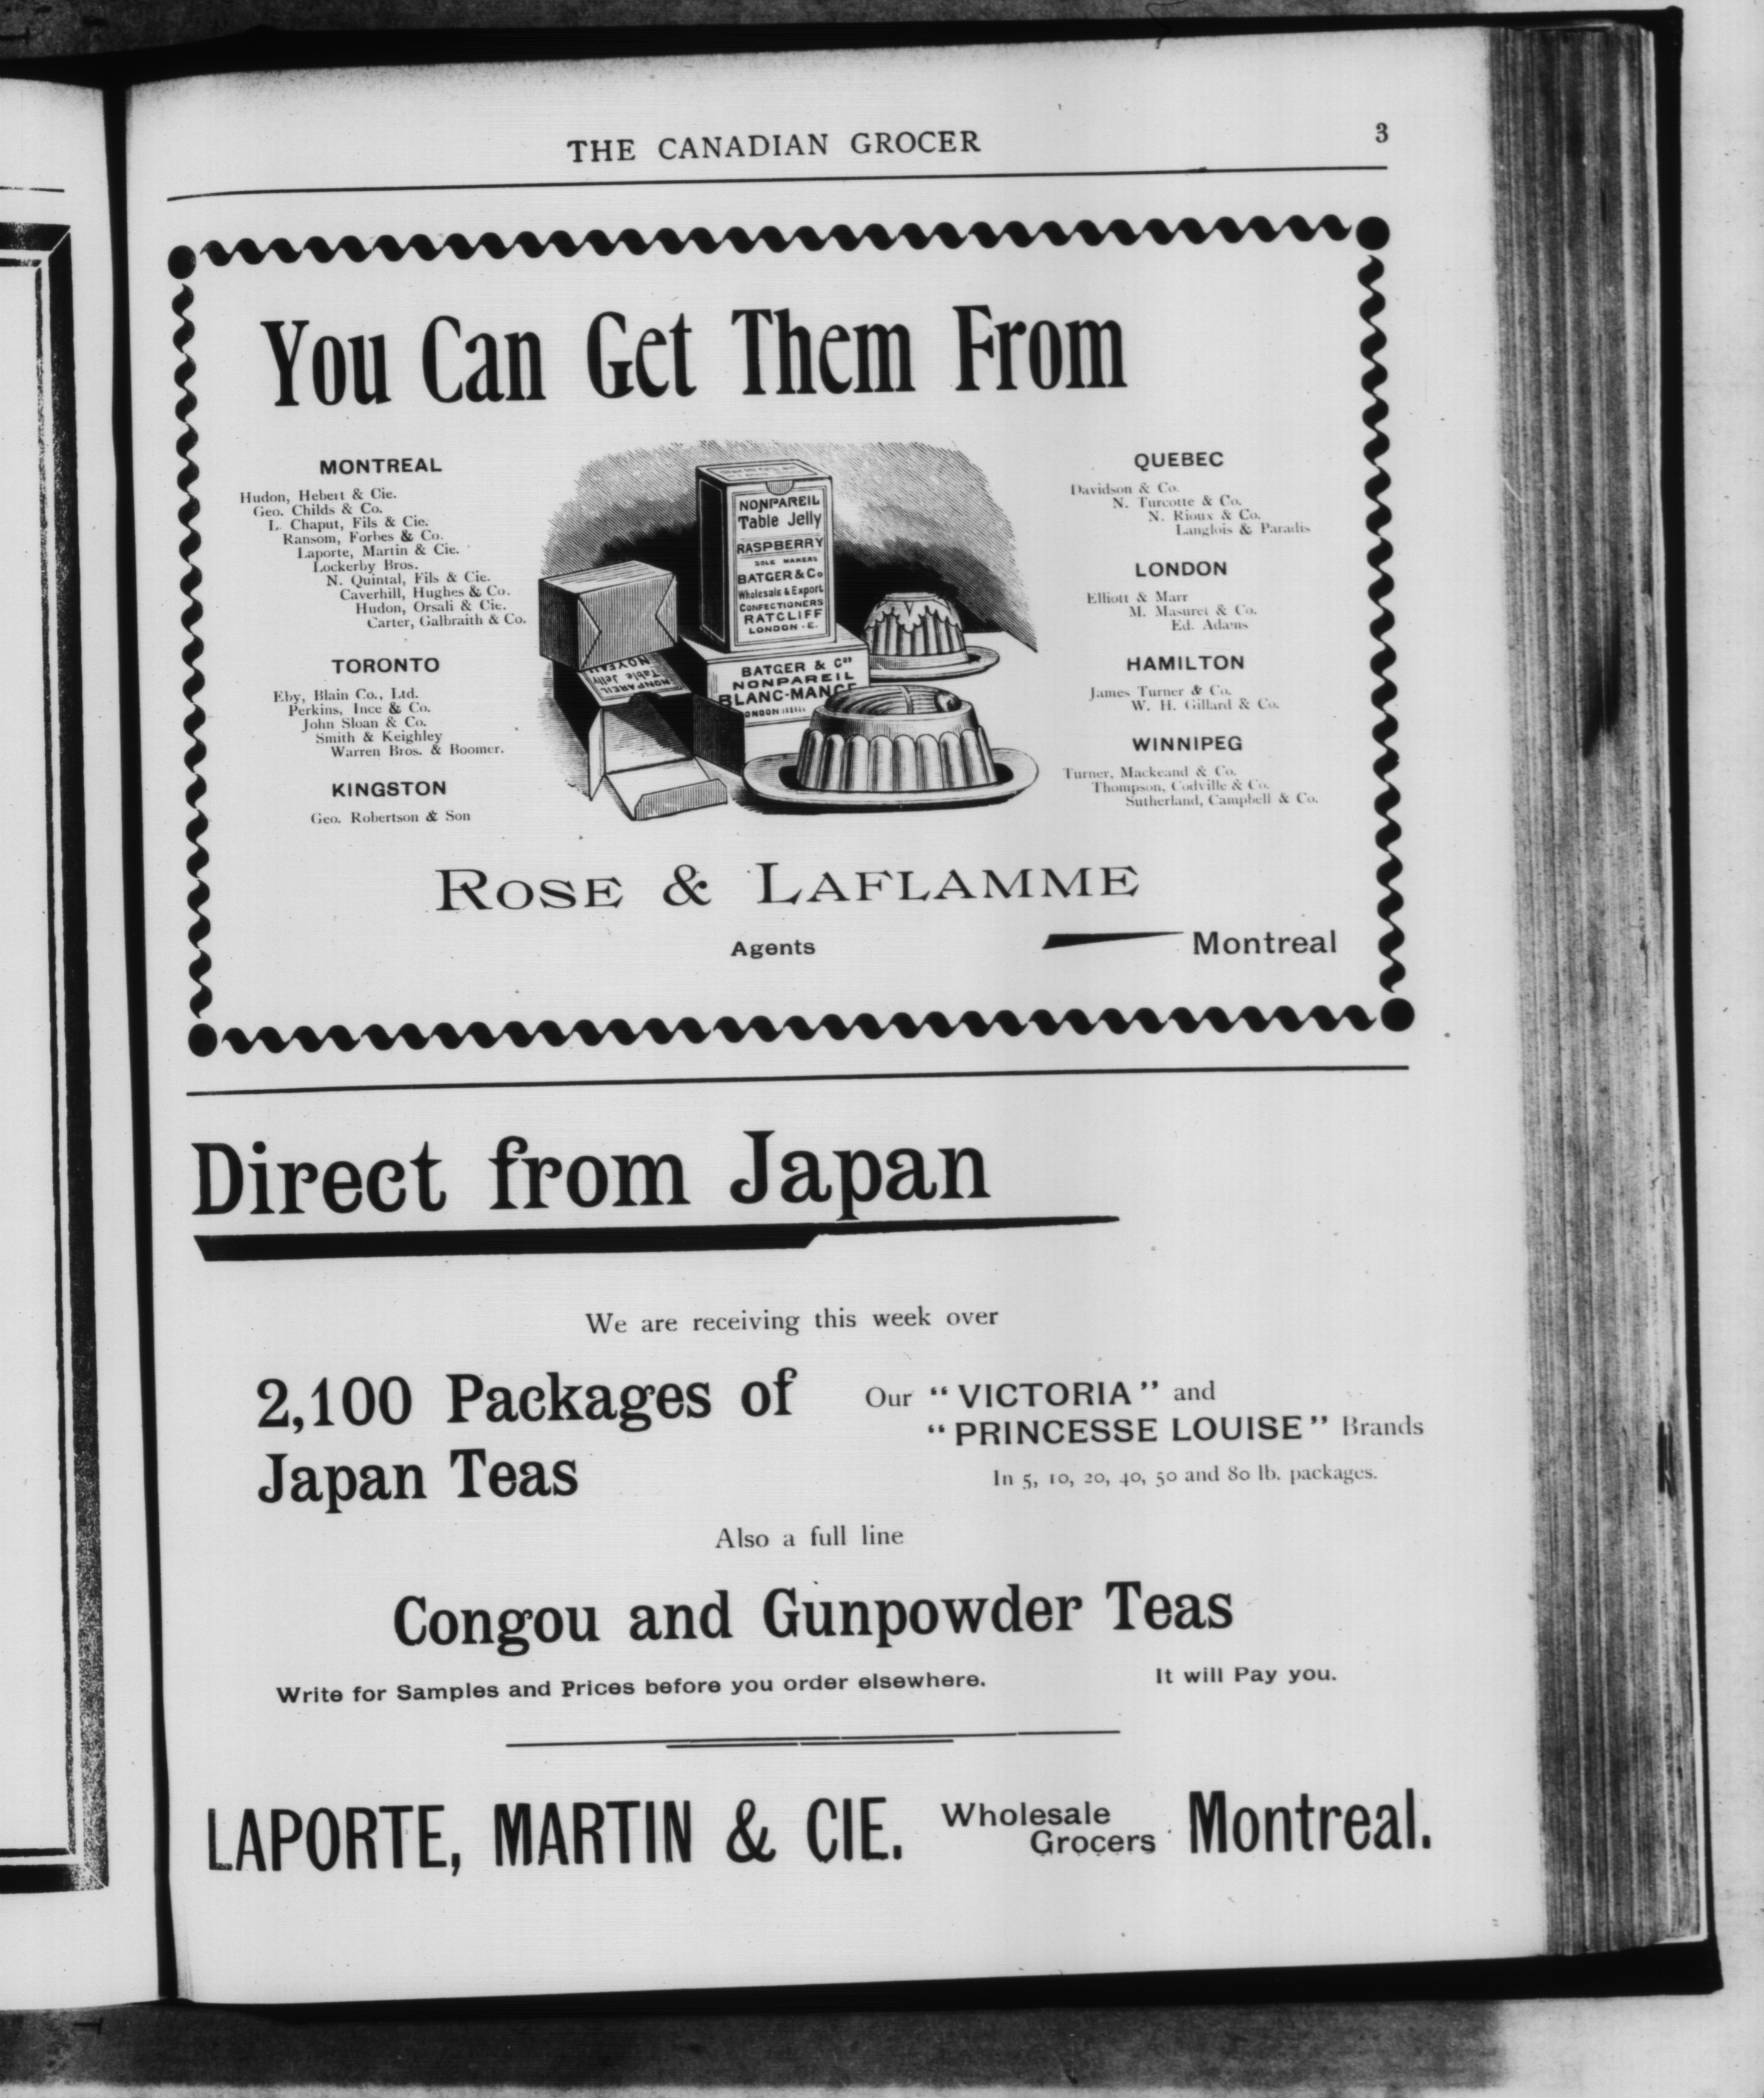 THE CANADIAN GROCER
3
You Can Get Them From
MONTREAL
Hudon, Hebert & Cie.
Geo. Childs & Co.
L. Chaput, Fils & Cie.
Ransom, Forbes & Co.
Laporte, Martin & Cie.
Lockerby Bros.
N. Quintal, Fils & Cie.
Caverhill, Hughes & Co.
Hudon, Orsali & Cie.
Carter, Galbraith & Co.
TORONTO
Eby, Blain Co., Ltd.
Perkins, Ince & Co.
John Sloan & Co.
Smith & Keighley
Warren Bros. & Boomer.
KINGSTON
Geo. Robertson & Son
NONPAREIL
Table Jelly
RASPBERRY
SOLE MAKERS
BATGER & Co
Wholesale & Export
CONFECTIONERS
RATCLIFF
LONDON . E.
BATGER & Co
NONPAREIL
BLANC-MANGE
LONDON
NONPAREIL
Table Jelly
QUEBEC
Davidson & Co.
N. Turcotte & Co.
N. Rioux & Co.
Langlois & Paradis
LONDON
Elliott & Marr
M. Masuret & Co.
Ed. Adams
HAMILTON
James Turner & Co.
W. H. Gillard & Co.
WINNIPEG
Turner, Mackeand & Co.
Thompson, Codville & Co.
Sutherland, Campbell & Co.
ROSE & LAFLAMME
Agents
Montreal
Direct from Japan
We are receiving this week over
2,100 Packages of
Japan Teas
Our "VICTORIA" and
"PRINCESSE LOUISE" Brands
In 5, 10, 20, 40, 50 and 80 lb. packages.
Also a full line
Congou and Gunpowder Teas
Write for Samples and Prices before you order elsewhere. It will Pay you.
LAPORTE, MARTIN & CIE. Wholesale Grocers Montreal.